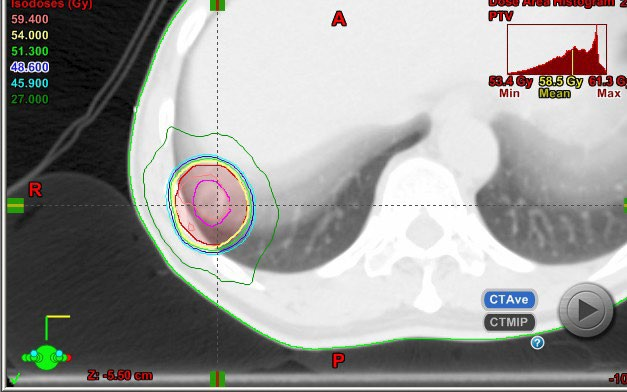 Isodoses (Gy)
59.400
54.000
51.300
48.600
45.900
27.000
A
Dose Area Histogram
PTV
53.4 Gy 58.5 Gy 61.3 G
Min Mean Max
R
CTAve
CTMIP
?
Z: -5.50 cm
P
-10